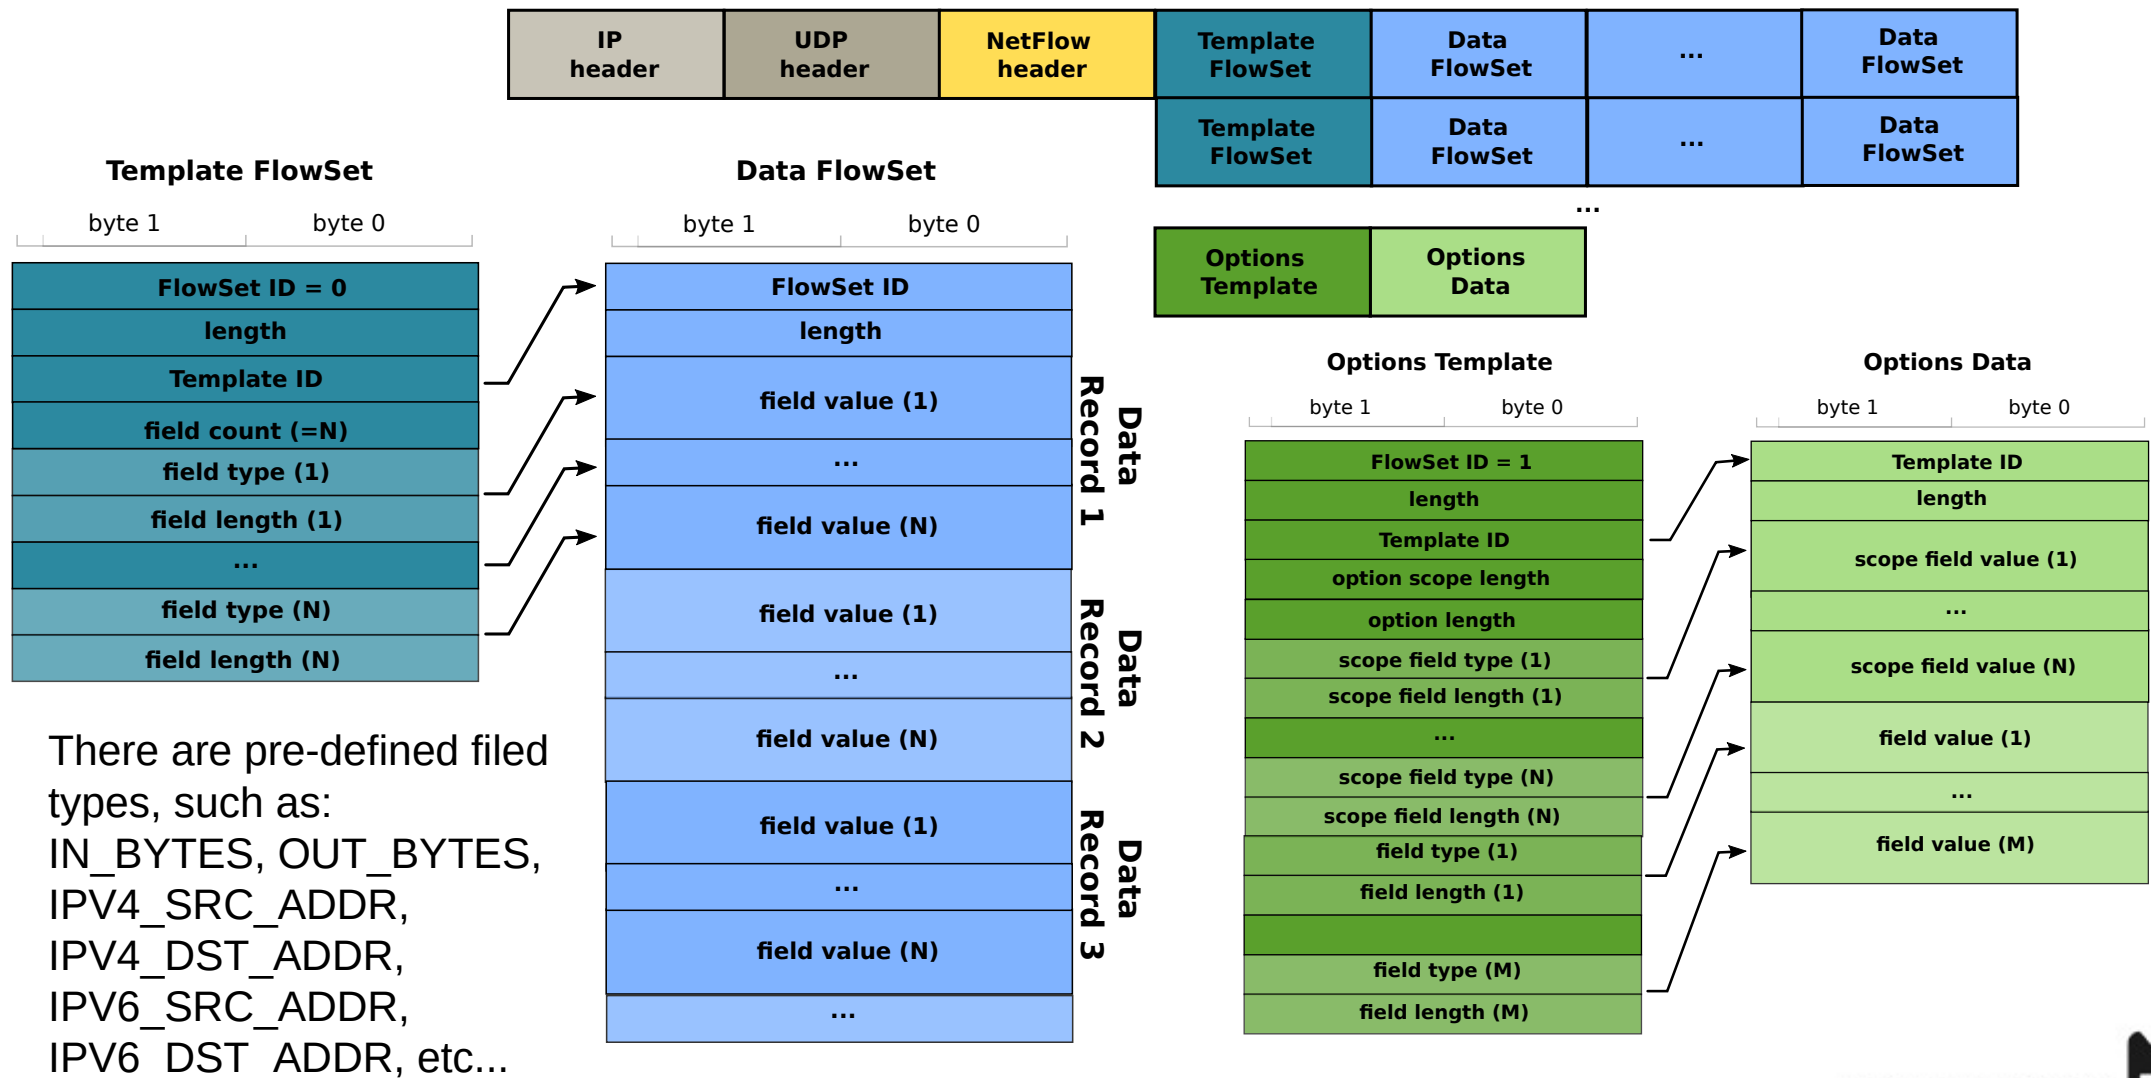 IP
header
UDP
header
NetFlow
header
Template
FlowSet
Data
FlowSet
...
Data
FlowSet
Template
FlowSet
Data
FlowSet
...
Data
FlowSet
...
Options
Template
Options
Data
Template FlowSet
byte 1
byte 0
FlowSet ID = 0
length
Template ID
field count (=N)
field type (1)
field length (1)
...
field type (N)
field length (N)
There are pre-defined filed
types, such as:
IN_BYTES, OUT_BYTES,
IPV4_SRC_ADDR,
IPV4_DST_ADDR,
IPV6_SRC_ADDR,
IPV6_DST_ADDR, etc...
Data FlowSet
byte 1
byte 0
FlowSet ID
length
field value (1)
...
field value (N)
field value (1)
...
field value (N)
field value (1)
...
field value (N)
...
Data
Record 1
Data
Record 2
Data
Record 3
Options Template
byte 1
byte 0
FlowSet ID = 1
length
Template ID
option scope length
option length
scope field type (1)
scope field length (1)
...
scope field type (N)
scope field length (N)
field type (1)
field length (1)
field type (M)
field length (M)
Options Data
byte 1
byte 0
Template ID
length
scope field value (1)
...
scope field value (N)
field value (1)
...
field value (M)